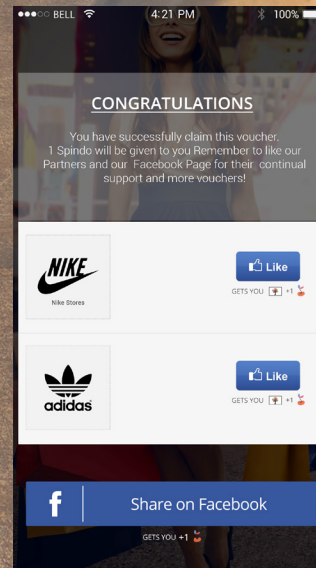 BELL 4:21 PM 100%
CONGRATULATIONS
You have successfully claim this voucher.
1 Spindo will be given to you Remember to like our
Partners and our Facebook Page for their continual
support and more vouchers!
NIKE
Nike Stores
Like
GETS YOU +1
adidas
Like
GETS YOU +1
f Share on Facebook
GETS YOU +1